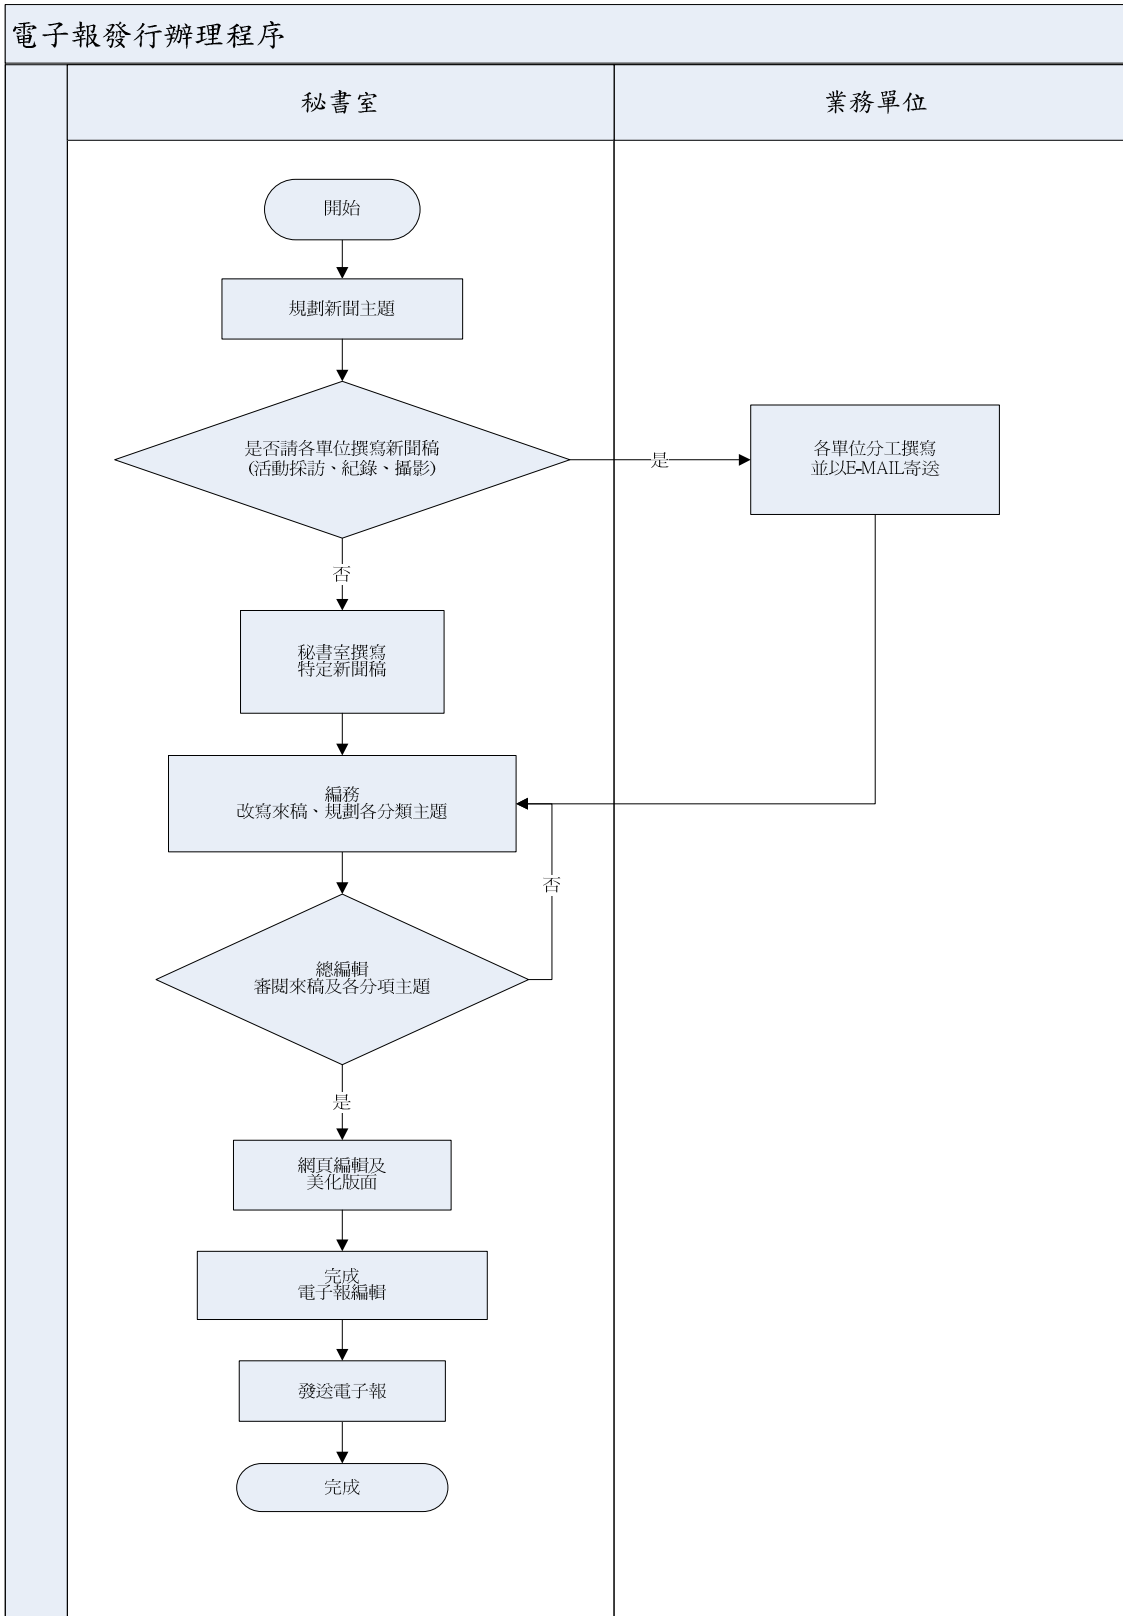 電子報發行辦理程序
秘書室
業務單位
開始
規劃新聞主題
是否請各單位撰寫新聞稿
(活動採訪、紀錄、攝影)
是
各單位分工撰寫
並以E-MAIL寄送
否
秘書室撰寫
特定新聞稿
編務
改寫來稿、規劃各分類主題
否
總編輯
審閱來稿及各分項主題
是
網頁編輯及
美化版面
完成
電子報編輯
發送電子報
完成